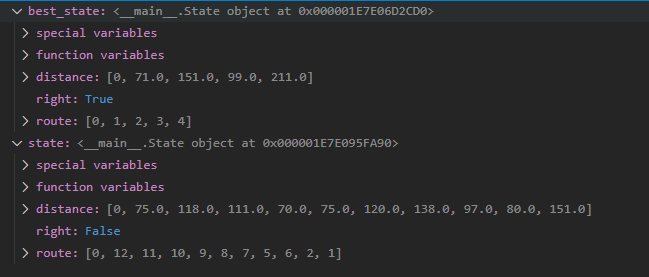 best_state: <__main__.State object at 0x000001E7E06D2CD0>
special variables
function variables
distance: [0, 71.0, 151.0, 99.0, 211.0]
right: True
route: [0, 1, 2, 3, 4]
state: <__main__.State object at 0x000001E7E095FA90>
special variables
function variables
distance: [0, 75.0, 118.0, 111.0, 70.0, 75.0, 120.0, 138.0, 97.0, 80.0, 151.0]
right: False
route: [0, 12, 11, 10, 9, 8, 7, 5, 6, 2, 1]